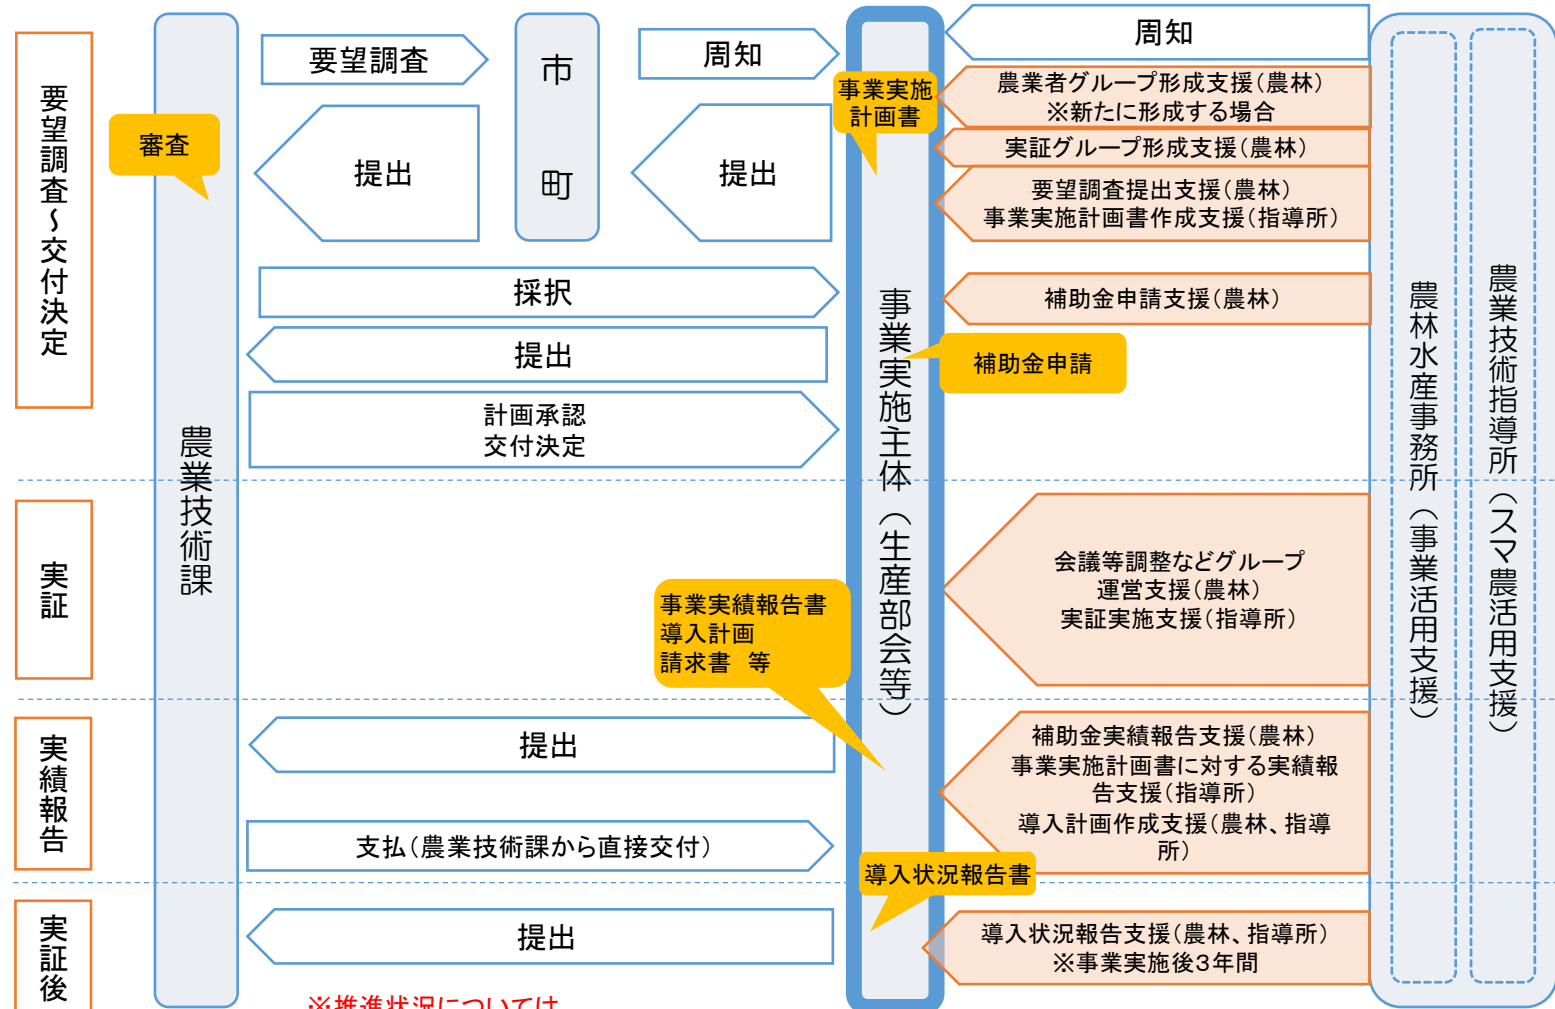 要望調査～交付決定
農業技術課
審査
要望調査
市町
周知
提出
提出
事業実施
計画書
周知
農業者グループ形成支援（農林）
※新たに形成する場合
実証グループ形成支援（農林）
要望調査提出支援（農林）
事業実施計画書作成支援（指導所）
採択
補助金申請支援（農林）
提出
補助金申請
計画承認
交付決定
事業実施主体（生産部会等）
農林水産事務所（事業活用支援）
農業技術指導所（スマ農活用支援）
実証
会議等調整などグループ
運営支援（農林）
実証実施支援（指導所）
事業実績報告書
導入計画
請求書　等
実績報告
提出
補助金実績報告支援（農林）
事業実施計画書に対する実績報
告支援（指導所）
導入計画作成支援（農林、指導
所）
支払（農業技術課から直接交付）
導入状況報告書
実証後
提出
導入状況報告支援（農林、指導所）
※事業実施後3年間
※推進状況については